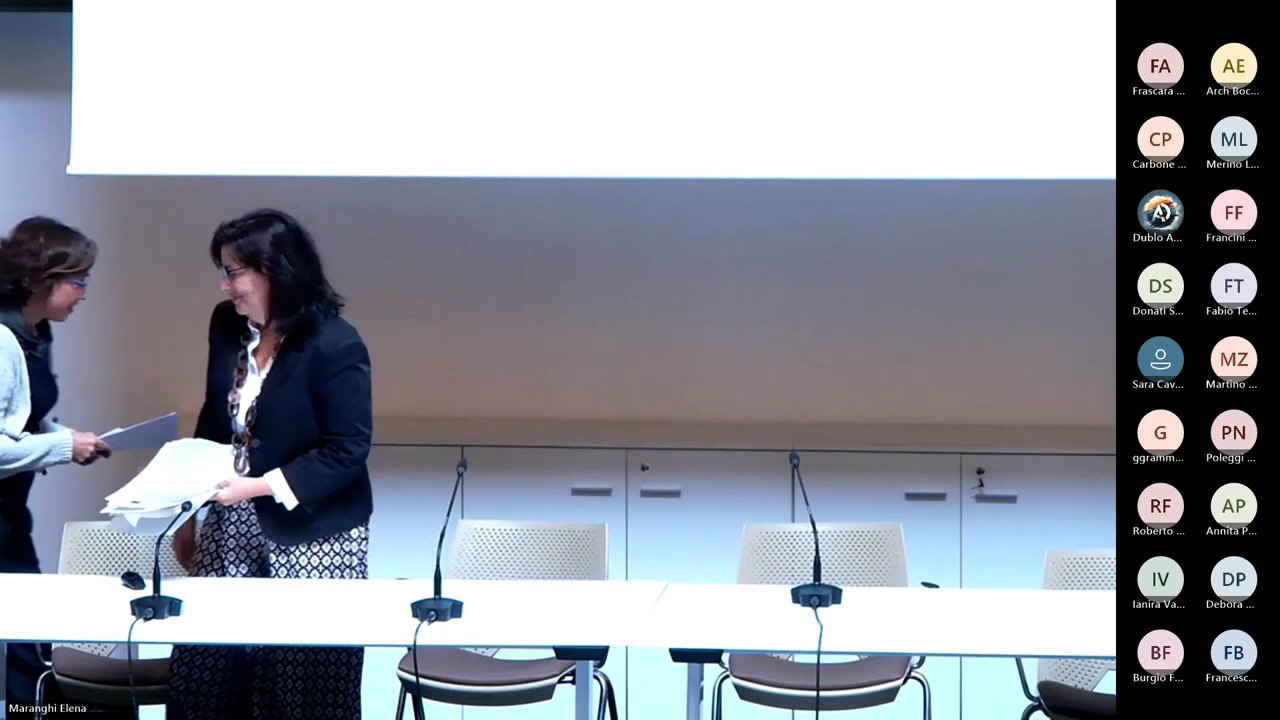 FA
AE
Frascara ...
Arch Boc...
CP
ML
Carbone ...
Merino L...
FF
Dublo A...
Francini ...
DS
FT
Donati S...
Fabio Te...
MZ
Sara Cav...
Martino ...
G
PN
ggramm...
Poleggi ...
RF
AP
Roberto ...
Annita P...
IV
DP
Ianira Va...
Debora ...
BF
FB
Burgio F...
Francesc...
Maranghi Elena